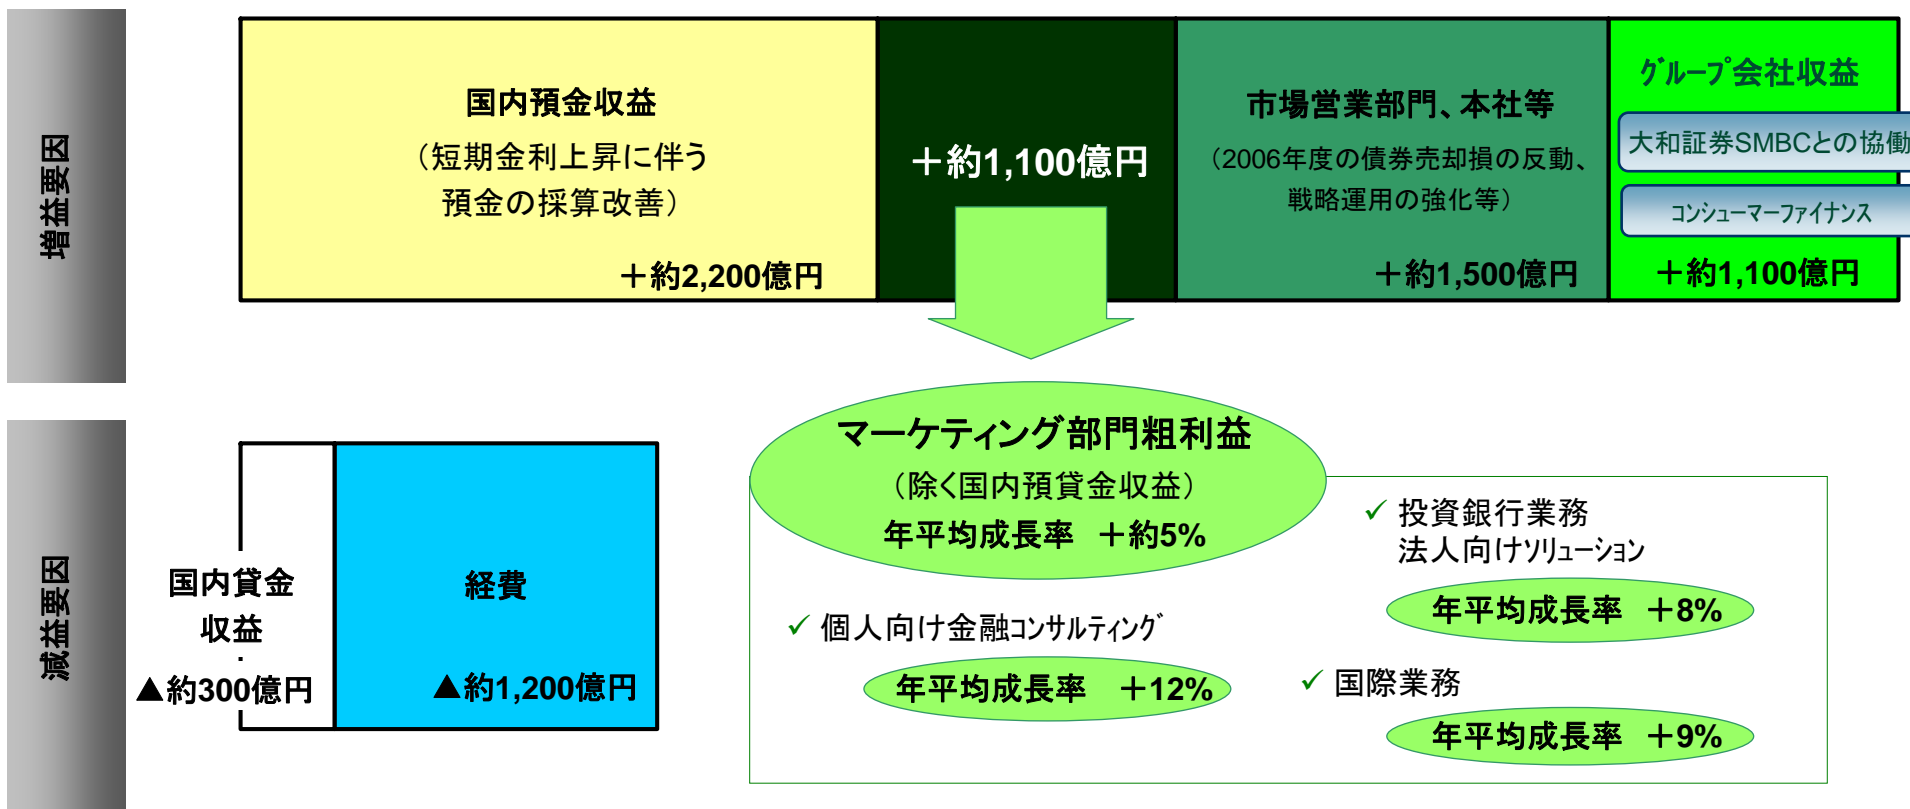 増益要因
国内預金収益
（短期金利上昇に伴う
預金の採算改善）
＋約2,200億円
＋約1,100億円
市場営業部門、本社等
（2006年度の債券売却損の反動、
戦略運用の強化等）
＋約1,500億円
ｸﾞﾙｰﾌﾟ会社収益
大和証券SMBCとの協働
ｺﾝｼｭｰﾏｰﾌｧｲﾅﾝｽ
＋約1,100億円
減益要因
国内貸金
収益
▲約300億円
経費
▲約1,200億円
マーケティング部門粗利益
（除く国内預貸金収益）
年平均成長率　＋約5%
✓ 投資銀行業務
法人向けｿﾘｭｰｼｮﾝ
年平均成長率　＋8%
✓ 個人向け金融ｺﾝｻﾙﾃｨﾝｸﾞ
年平均成長率　＋12%
✓ 国際業務
年平均成長率　＋9%